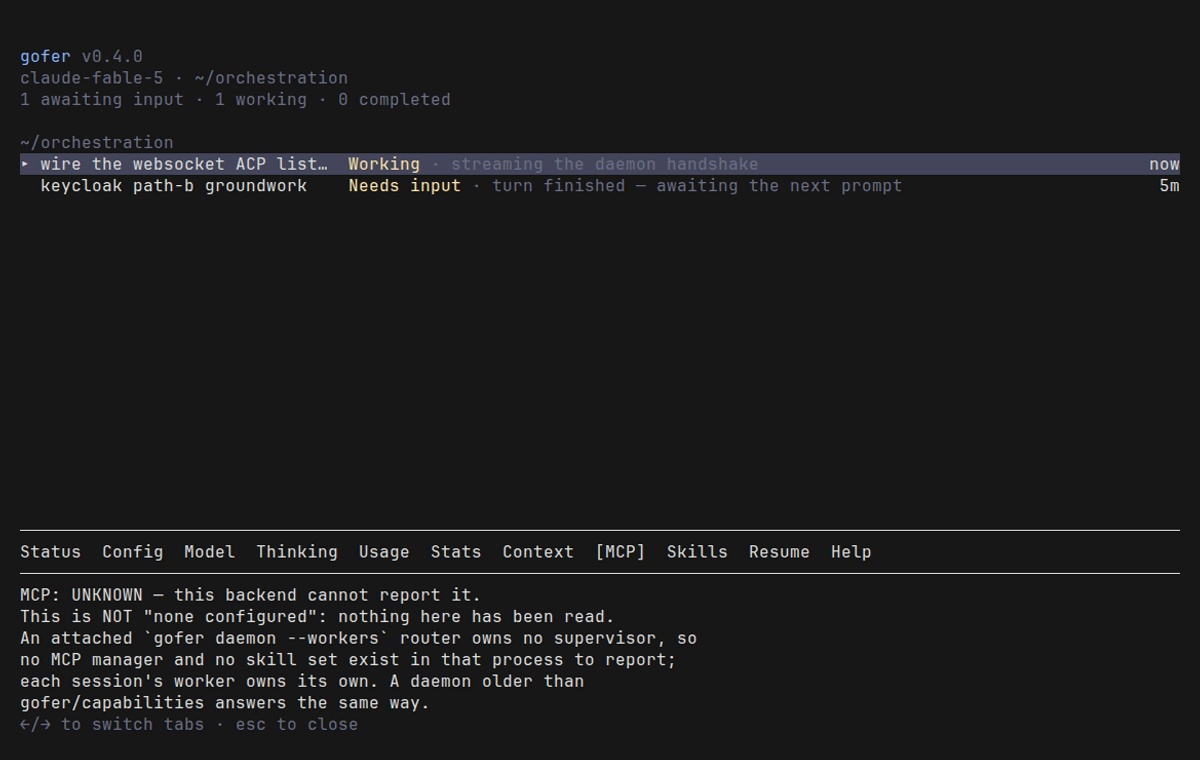 gofer v0.4.0
claude-fable-5 · ~/orchestration
1 awaiting input · 1 working · 0 completed
~/orchestration
▸ wire the websocket ACP list… Working · streaming the daemon handshake now
keycloak path-b groundwork Needs input · turn finished — awaiting the next prompt 5m
Status Config Model Thinking Usage Stats Context [MCP] Skills Resume Help
MCP: UNKNOWN — this backend cannot report it.
This is NOT "none configured": nothing here has been read.
An attached `gofer daemon --workers` router owns no supervisor, so
no MCP manager and no skill set exist in that process to report;
each session's worker owns its own. A daemon older than
gofer/capabilities answers the same way.
←/→ to switch tabs · esc to close